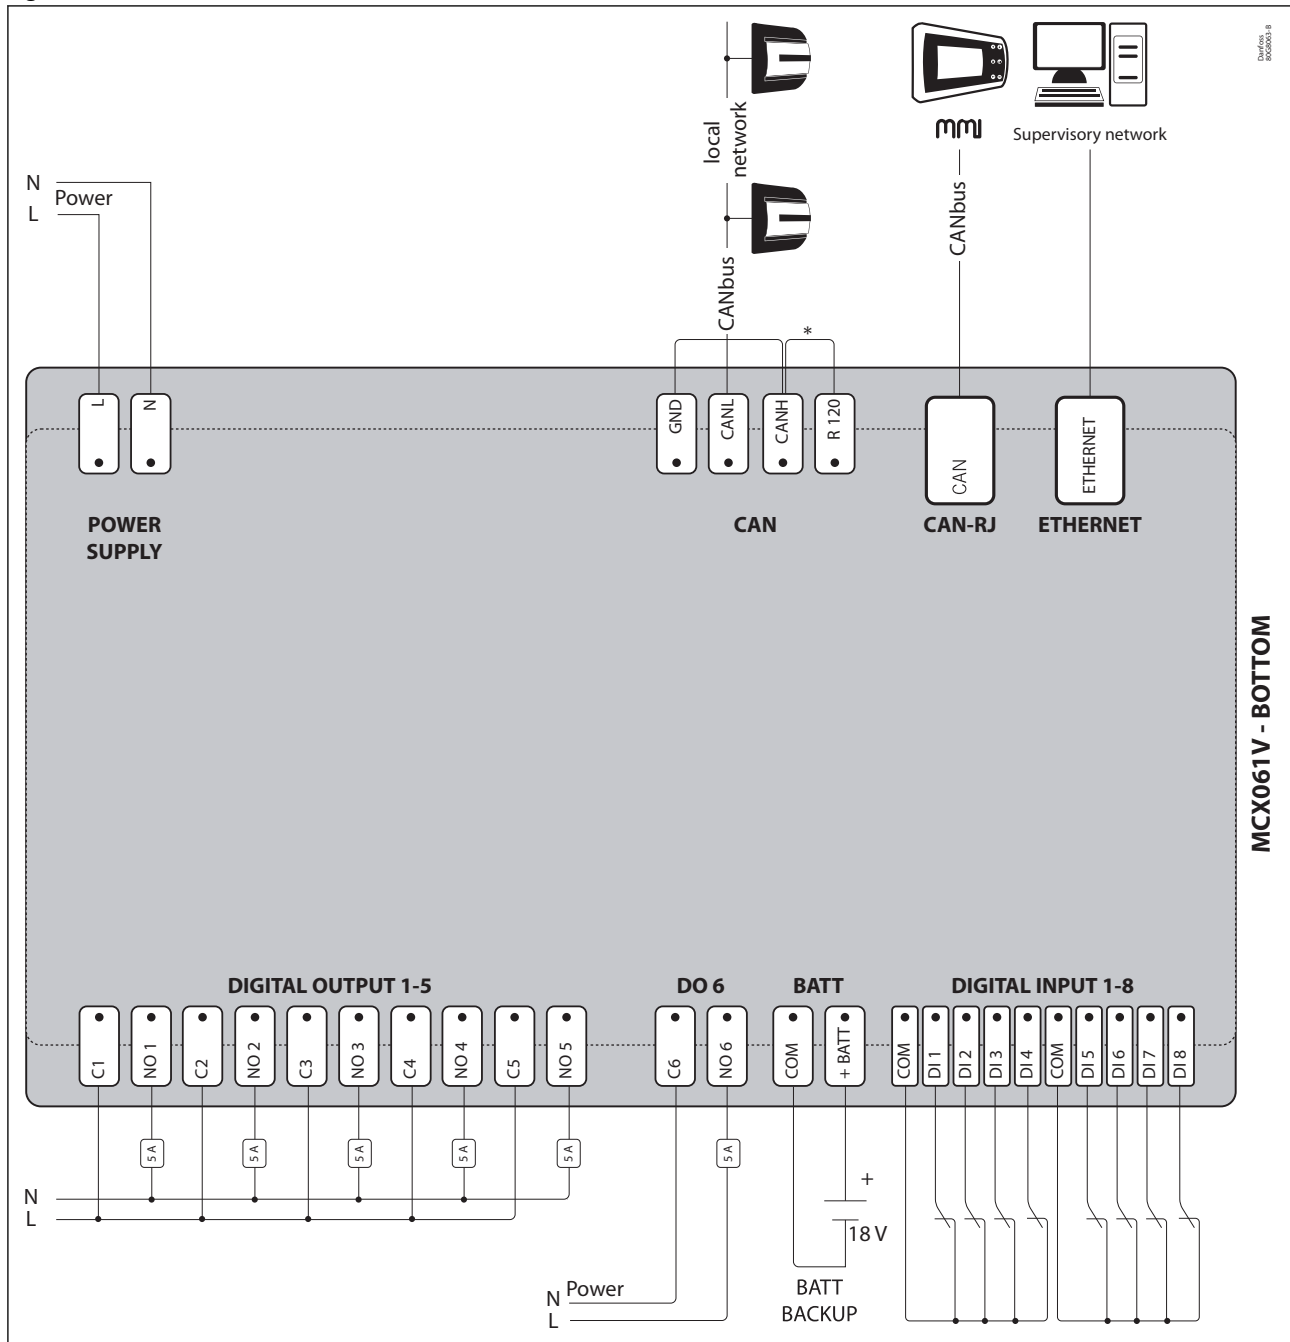 Danfoss
80G8063-B
local
network
mmi
Supervisory network
N
Power
L
CANbus
CANbus
*
L
N
GND
CANL
CANH
R 120
CAN
ETHERNET
POWER
SUPPLY
CAN
CAN-RJ
ETHERNET
MCX061V - BOTTOM
DIGITAL OUTPUT 1-5
DO 6
BATT
DIGITAL INPUT 1-8
C1
NO 1
C2
NO 2
C3
NO 3
C4
NO 4
C5
NO 5
C6
NO 6
COM
+ BATT
COM
DI 1
DI 2
DI 3
DI 4
COM
DI 5
DI 6
DI 7
DI 8
5 A
5 A
5 A
5 A
5 A
5 A
N
L
+
18 V
N
Power
L
BATT
BACKUP